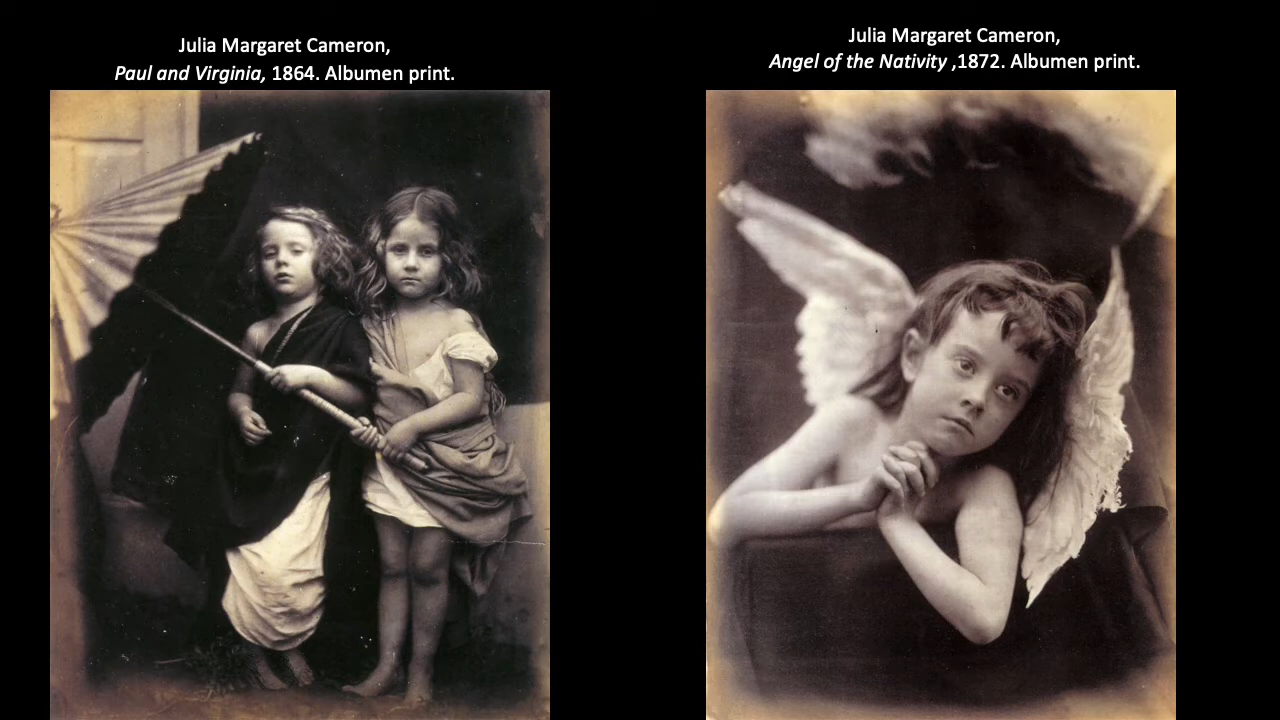 Julia Margaret Cameron,
Paul and Virginia, 1864. Albumen print.
Julia Margaret Cameron,
Angel of the Nativity ,1872. Albumen print.